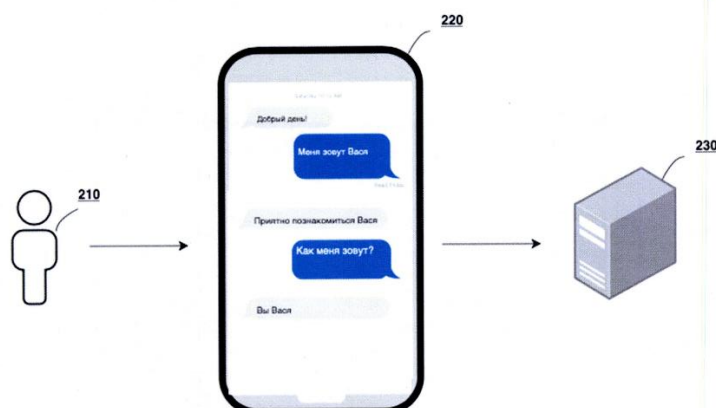 220
Добрый день!
Меня зовут Вася
230
210
Приятно познакомиться Вася
Как меня зовут?
Вы Вася